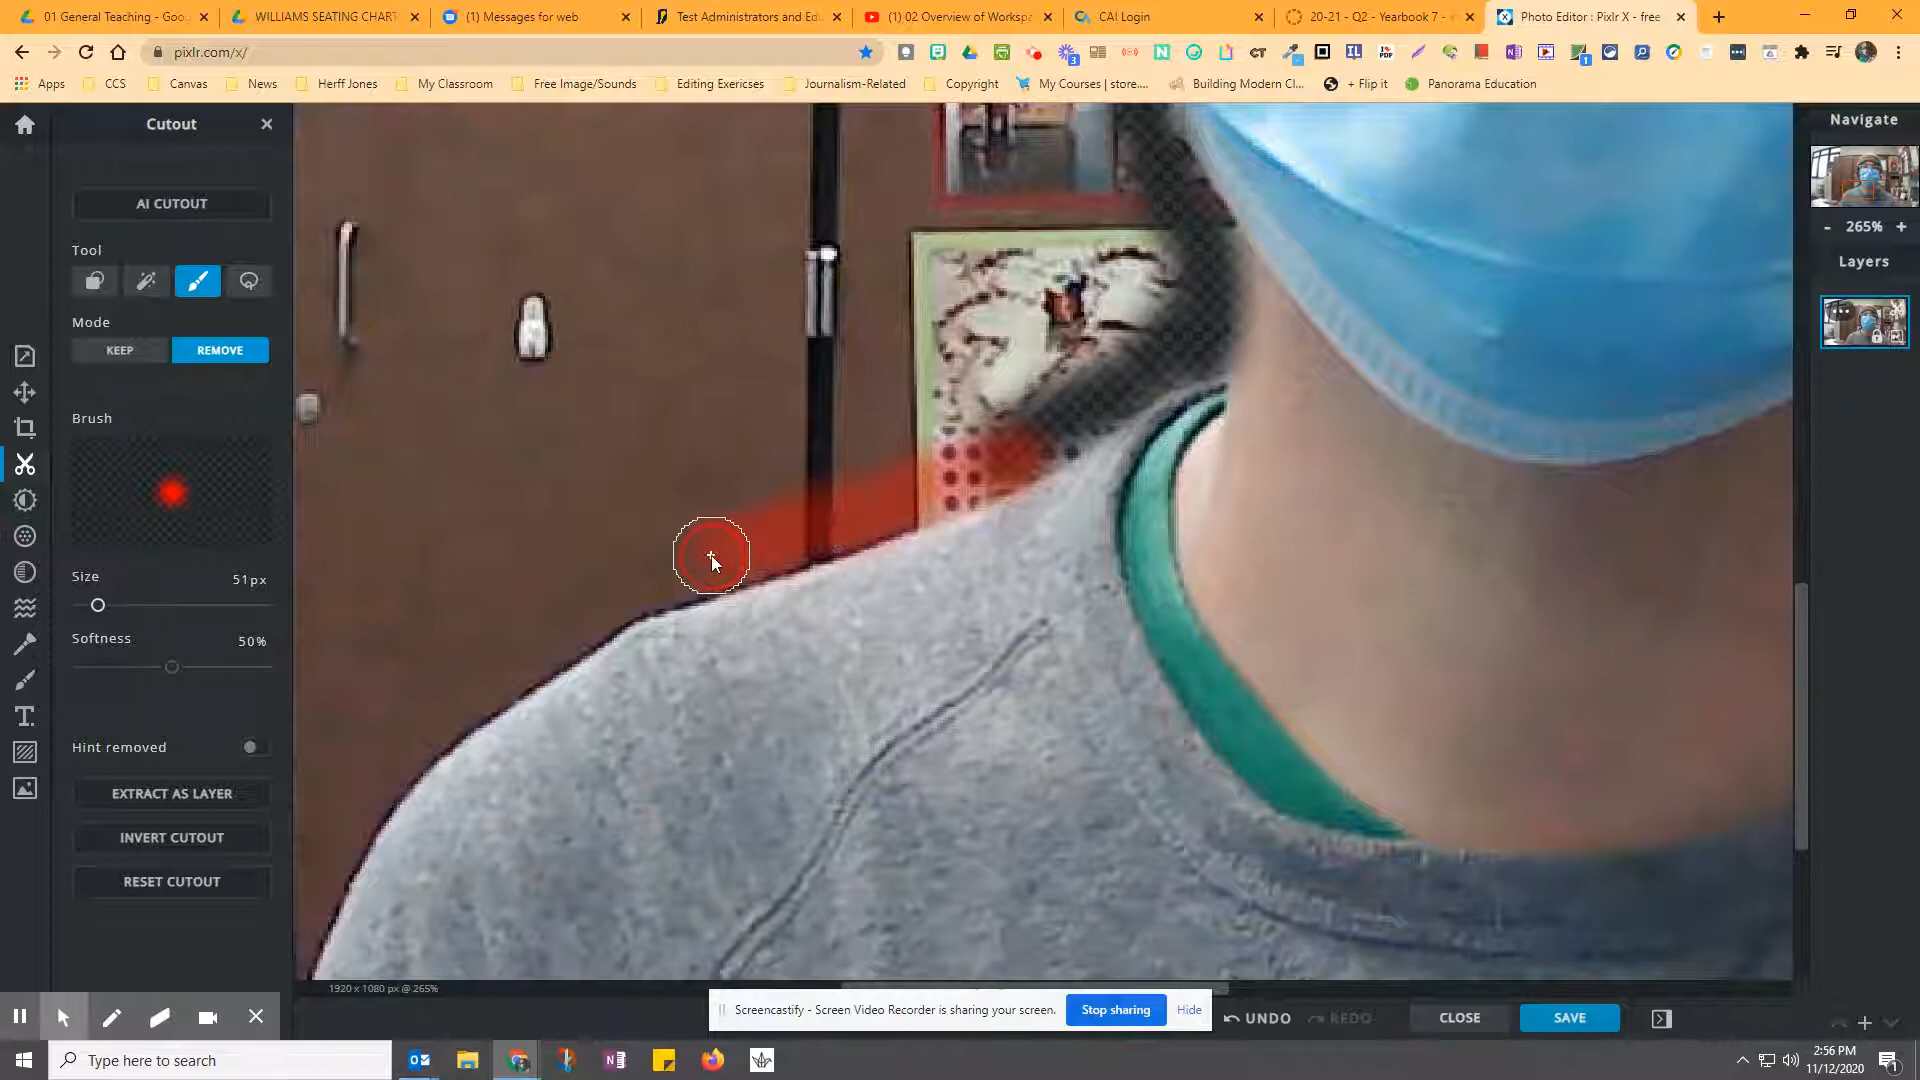 01 General Teaching - Goo
WILLIAMS SEATING CHART
(1) Messages for web
Test Administrators and Edu
(1) 02 Overview of Workspa
CAI Login
20-21 - Q2 - Yearbook 7 -
Photo Editor : Pixlr X - free
pixlr.com/x/
Apps
CCS
Canvas
News
Herff Jones
My Classroom
Free Image/Sounds
Editing Exericses
Journalism-Related
Copyright
My Courses | store....
Building Modern Cl...
+ Flip it
Panorama Education
Cutout
AI CUTOUT
Tool
Mode
KEEP
REMOVE
Brush
Size
51px
Softness
50%
Hint removed
EXTRACT AS LAYER
INVERT CUTOUT
RESET CUTOUT
Navigate
- 265% +
Layers
1920 x 1080 px @ 265%
Screencastify - Screen Video Recorder is sharing your screen.
Stop sharing
Hide
UNDO
REDO
CLOSE
SAVE
Type here to search
2:56 PM
11/12/2020